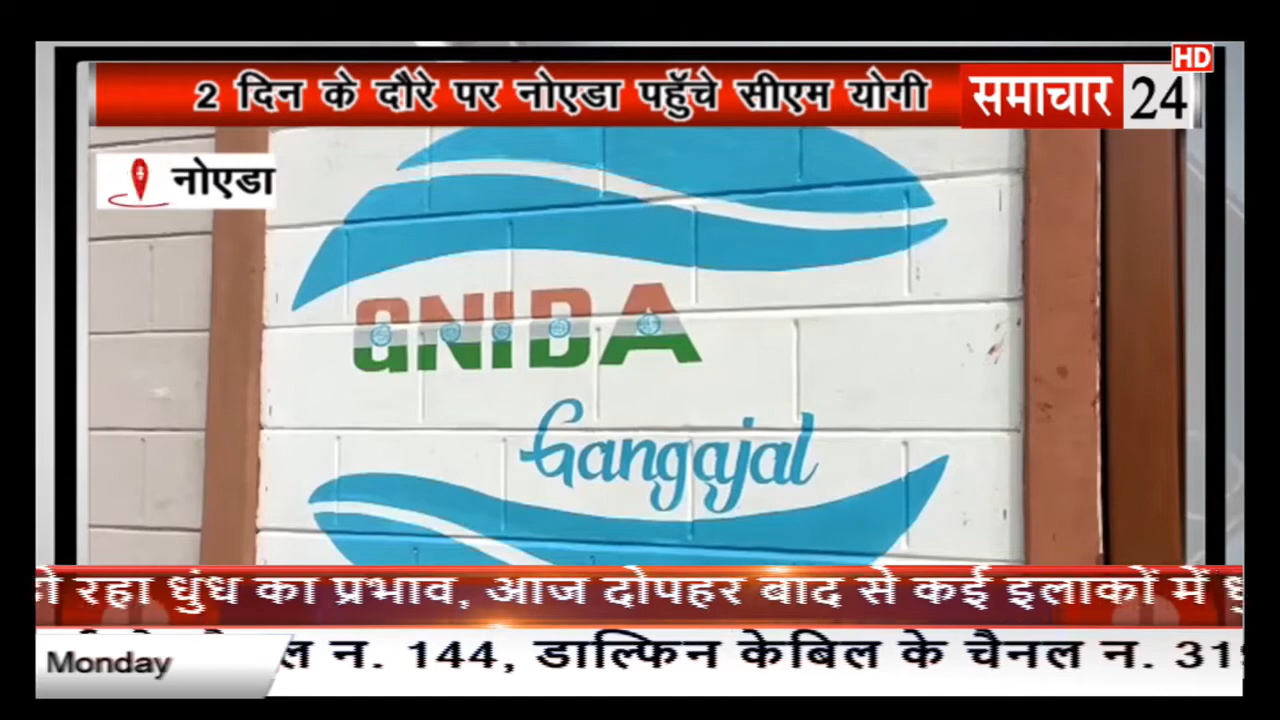 HD
2 दिन के दौरे पर नोएडा पहुँचे सीएम योगी
समाचार 24
नोएडा
GNIDA
Gangajal
रहा धुंध का प्रभाव, आज दोपहर बाद से कई इलाकों में
Monday
न. 144, डाल्फिन केबिल के चैनल न.